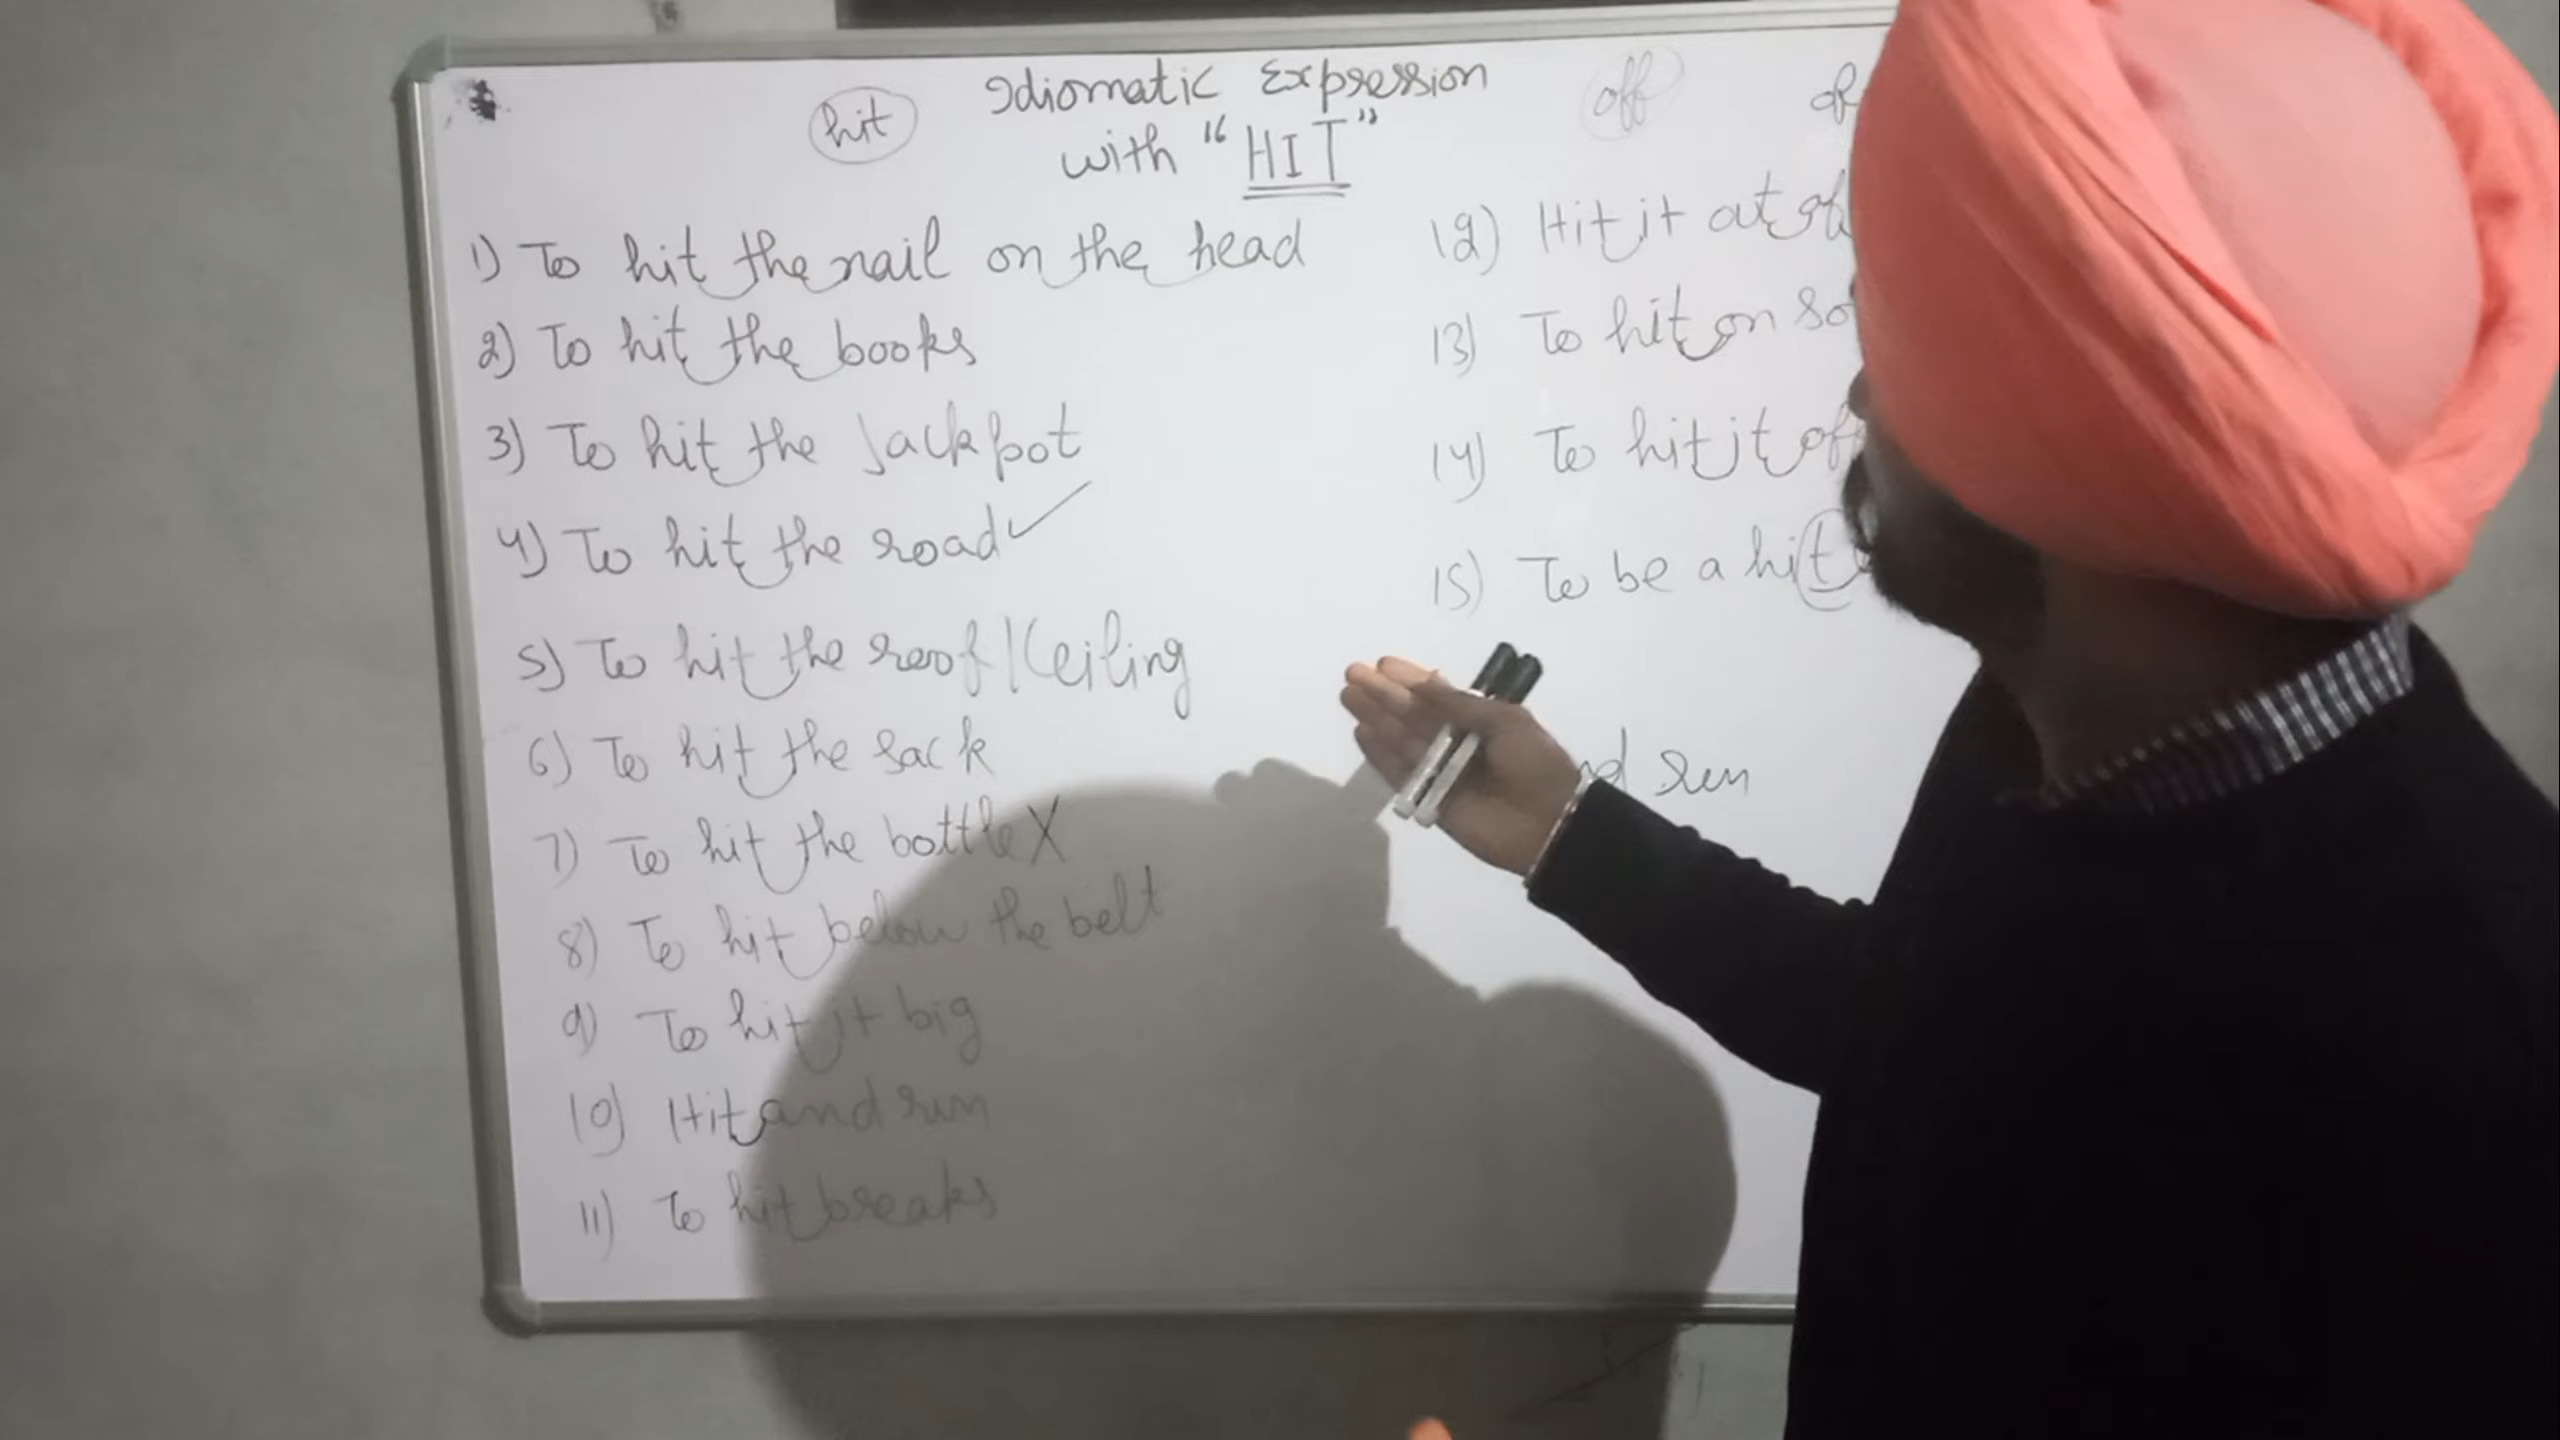 hit
Idiomatic Expression
with "HIT"
off
1) To hit the nail on the head
2) To hit the books
3) To hit the Jackpot
4) To hit the road ✓
5) To hit the roof/Ceiling
6) To hit the sack
7) To hit the bottle X
8) To hit below the belt
9) To hit it big
10) Hit and run
11) To hit breaks
12) Hit it out of
13) To hit on so
14) To hit it of
15) To be a hit
nd run